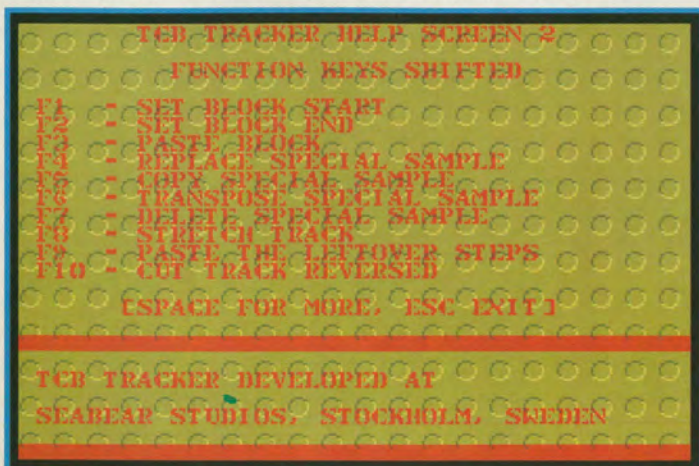 TCB TRACKER HELP SCREEN 2
FUNCTION KEYS SHIFTED
F1 - SET BLOCK START
F2 - SET BLOCK END
F3 - PASTE BLOCK
F4 - REPLACE SPECIAL SAMPLE
F5 - COPY SPECIAL SAMPLE
F6 - TRANSPOSE SPECIAL SAMPLE
F7 - DELETE SPECIAL SAMPLE
F8 - STRETCH TRACK
F9 - PASTE THE LEFTOVER STEPS
F10 - CUT TRACK REVERSED
[SPACE FOR MORE, ESC EXIT]
TCB TRACKER DEVELOPED AT
SEABEAR STUDIOS, STOCKHOLM, SWEDEN